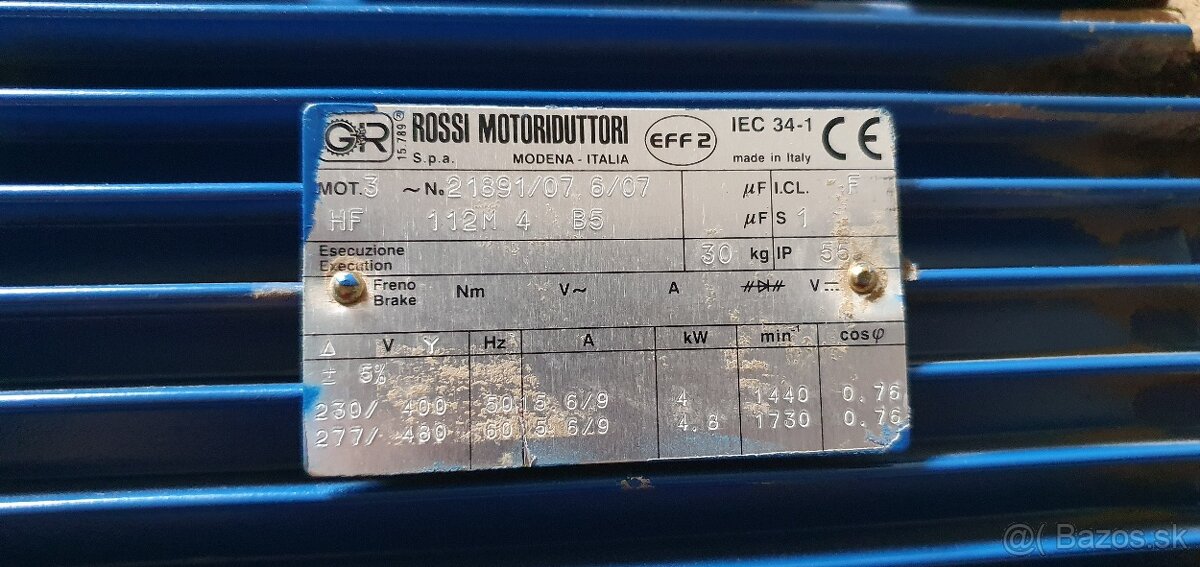 GR 15.789 ® ROSSI MOTORIDUTTORI EFF 2 IEC 34-1 CE
S.p.a. MODENA - ITALIA made in Italy
MOT. 3 ~ No 21891/07 6/07 µF I.CL. F
HF 112M 4 B5 µF S 1
Esecuzione
Execution 30 kg IP 55
Freno
Brake Nm V~ A V
Δ V Y Hz A kW min⁻¹ cosφ
± 5%
230/ 400 50 15 6/9 4 1440 0.76
277/ 480 60 15 6/9 4.8 1730 0.76
@( Bazos.sk